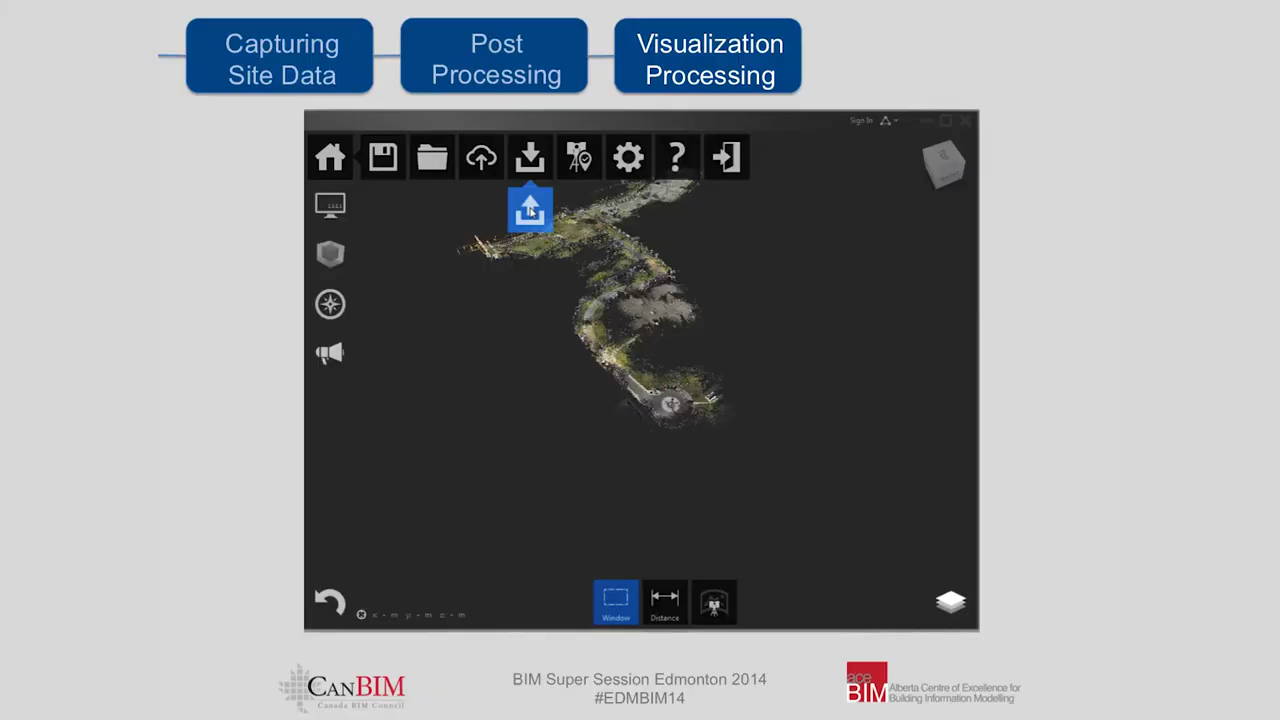 Capturing
Site Data
Post
Processing
Visualization
Processing
Sign In
?
Window
Distance
CanBIM
Canada BIM Council
BIM Super Session Edmonton 2014
#EDMBIM14
ace
BIM
Alberta Centre of Excellence for
Building Information Modelling